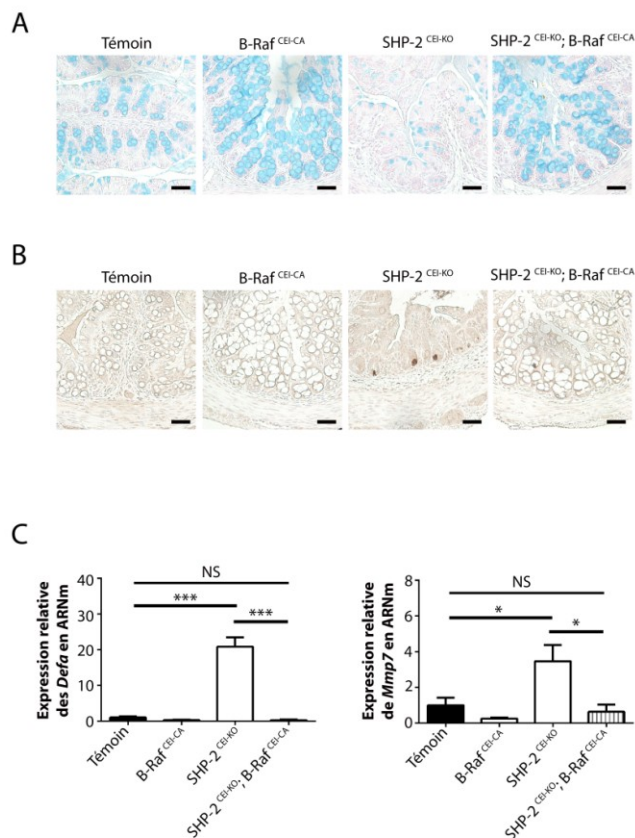 A
Témoin B-Raf CEI-CA SHP-2 CEI-KO SHP-2 CEI-KO; B-Raf CEI-CA
B
Témoin B-Raf CEI-CA SHP-2 CEI-KO SHP-2 CEI-KO; B-Raf CEI-CA
C
Expression relative
des Defa en ARNm
40
30
20
10
0
NS
***
***
Témoin
B-Raf CEI-CA
SHP-2 CEI-KO
SHP-2 CEI-KO; B-Raf CEI-CA
Expression relative
de Mmp7 en ARNm
8
6
4
2
0
NS
*
*
Témoin
B-Raf CEI-CA
SHP-2 CEI-KO
SHP-2 CEI-KO; B-Raf CEI-CA